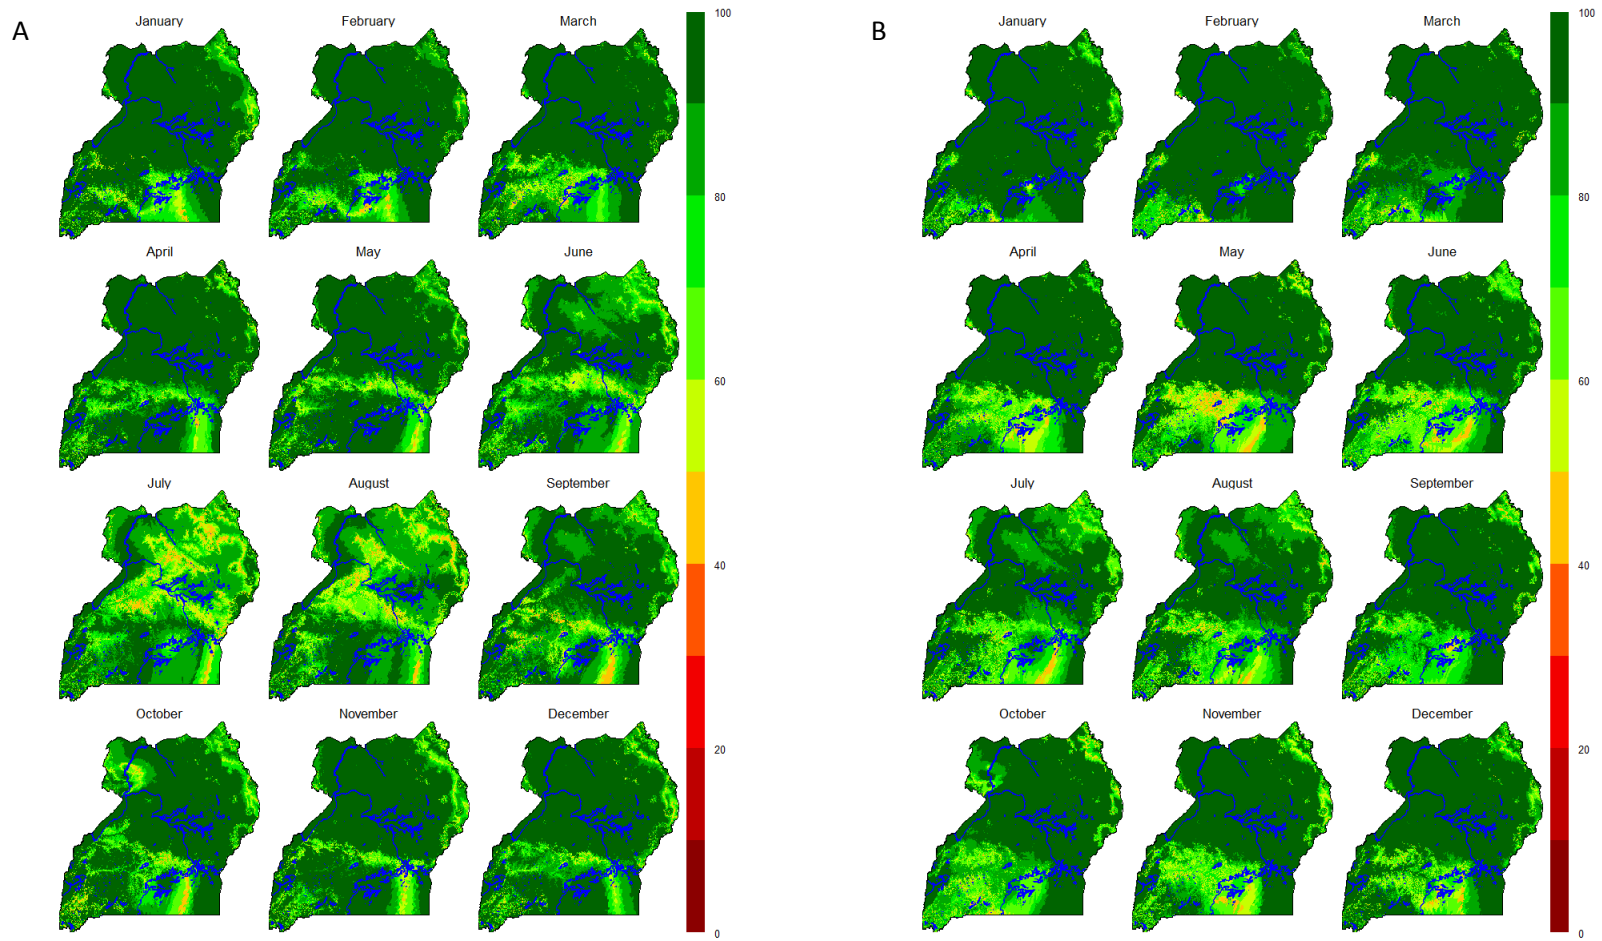 A
January February March
100
80
60
40
20
0
April May June
July August September
October November December
B
January February March
100
80
60
40
20
0
April May June
July August September
October November December